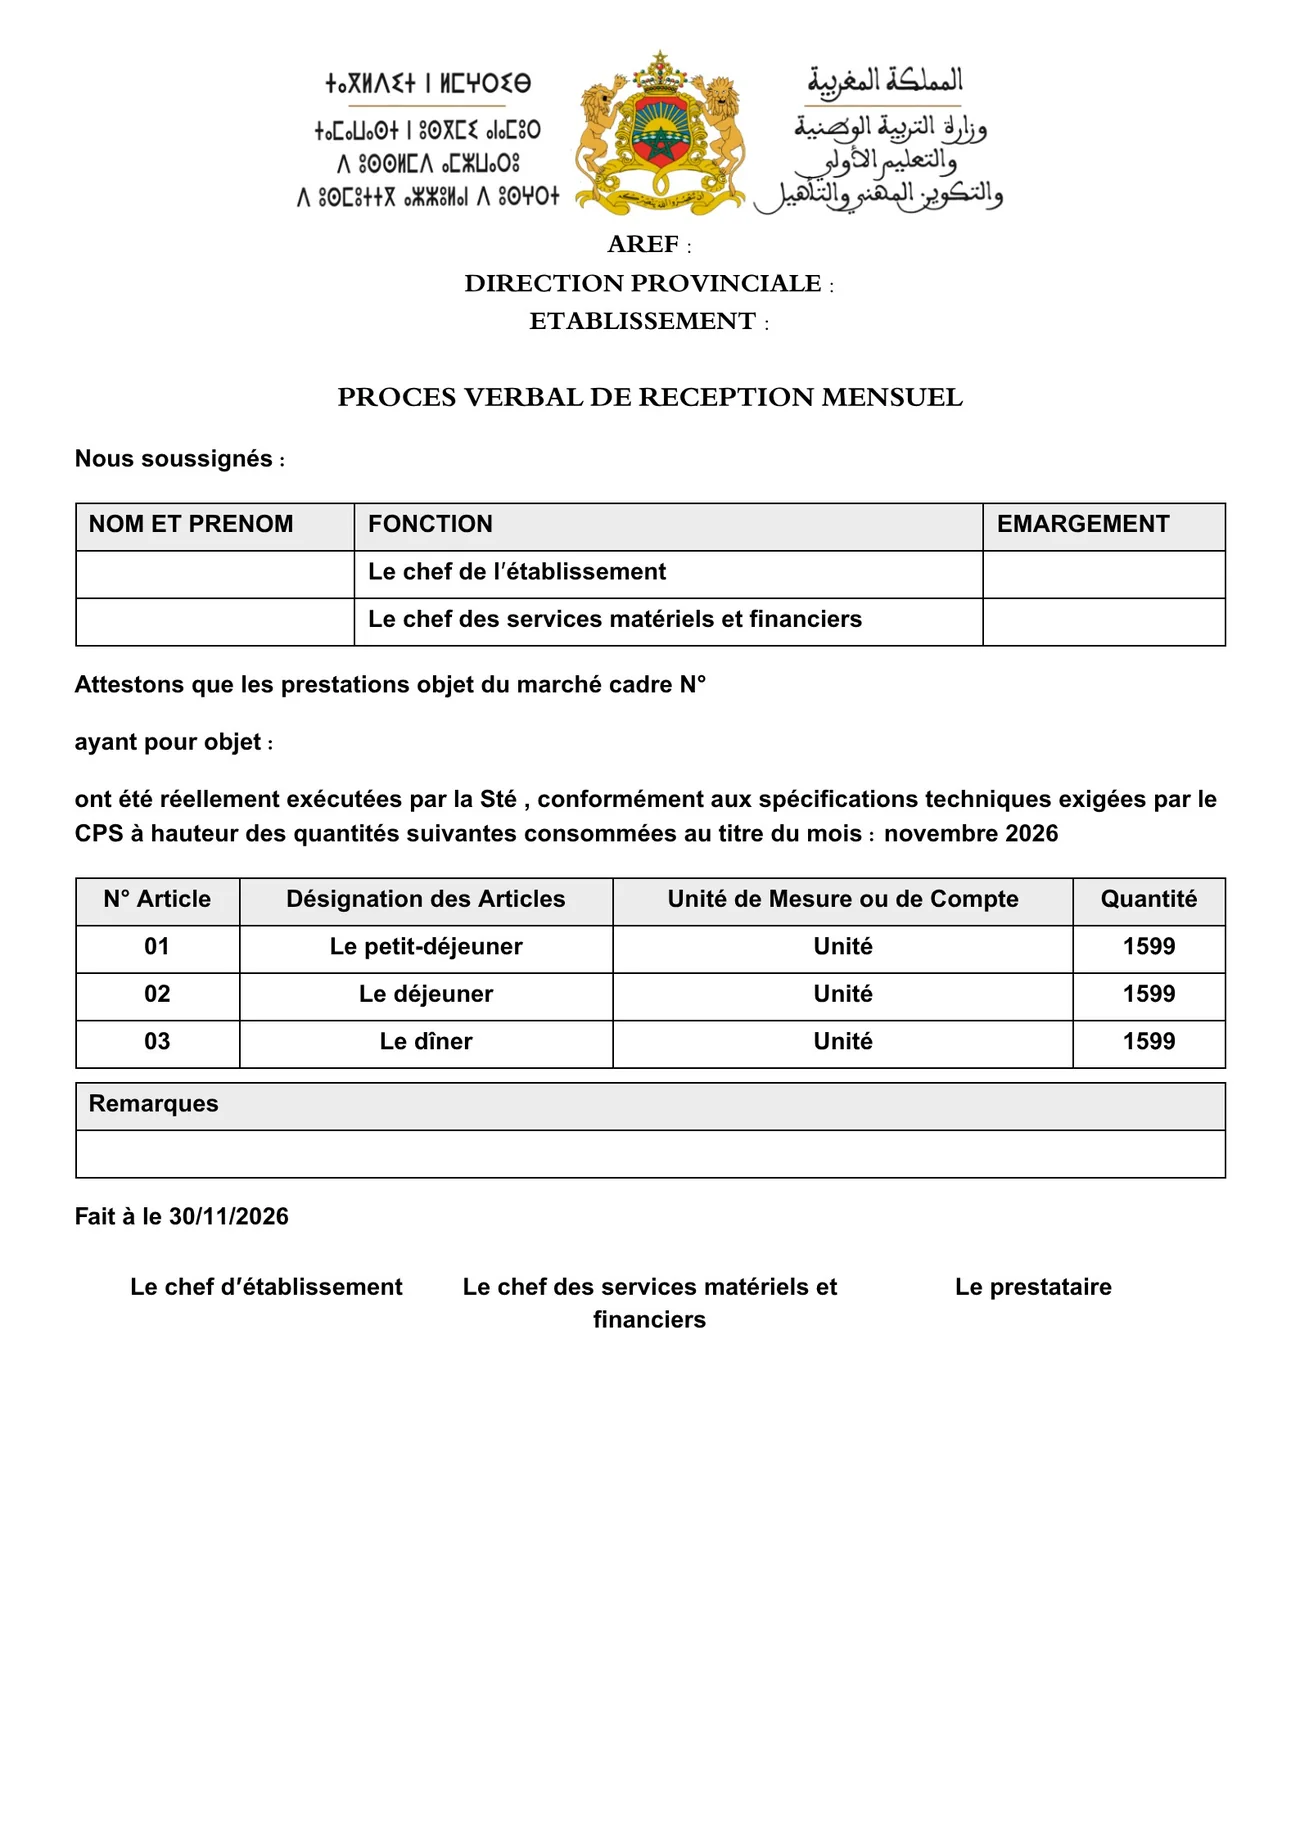 ⵜⴰⴳⵍⴷⵉⵜ ⵏ ⵍⵎⵖⵔⵉⴱ
ⵜⴰⵎⴰⵡⴰⵙⵜ ⵏ ⵓⵙⴳⵎⵉ ⴰⵏⴰⵎⵓⵔ
ⴷ ⵓⵙⵙⵍⵎⴷ ⴰⵎⵣⵡⴰⵔⵓ
ⴷ ⵓⵙⵎⵓⵜⵜⴳ ⴰⵣⵣⵓⵍⴰⵏ ⴷ ⵓⵙⵖⵔⵜ
المملكة المغربية
وزارة التربية الوطنية
والتعليم الأولي
والتكوين المهني والتأهيل
AREF :
DIRECTION PROVINCIALE :
ETABLISSEMENT :
PROCES VERBAL DE RECEPTION MENSUEL
Nous soussignés :
NOM ET PRENOM FONCTION EMARGEMENT
Le chef de l'établissement
Le chef des services matériels et financiers
Attestons que les prestations objet du marché cadre N°
ayant pour objet :
ont été réellement exécutées par la Sté , conformément aux spécifications techniques exigées par le
CPS à hauteur des quantités suivantes consommées au titre du mois : novembre 2026
N° Article Désignation des Articles Unité de Mesure ou de Compte Quantité
01 Le petit-déjeuner Unité 1599
02 Le déjeuner Unité 1599
03 Le dîner Unité 1599
Remarques
Fait à le 30/11/2026
Le chef d'établissement Le chef des services matériels et Le prestataire
financiers